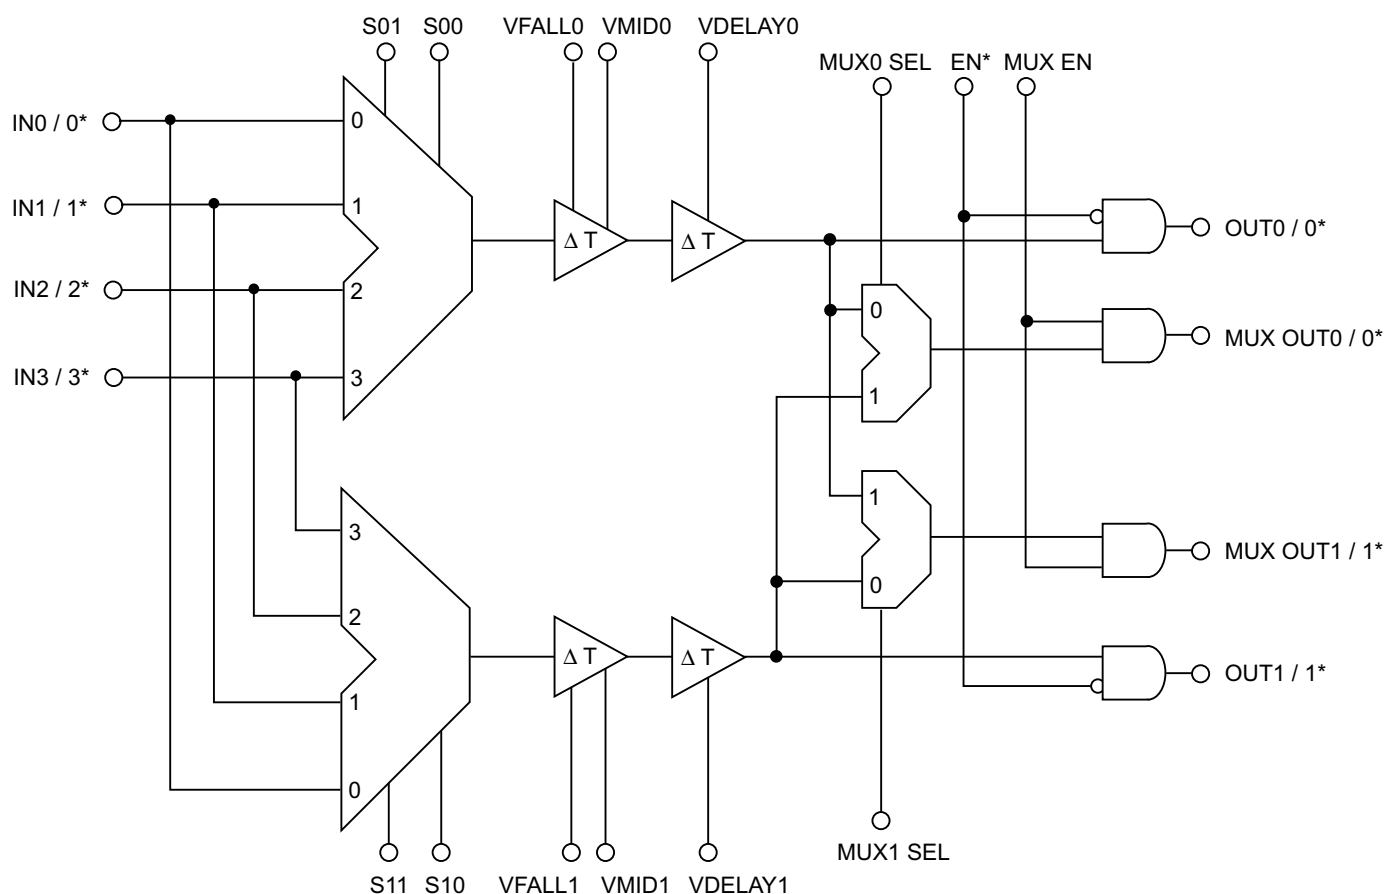 S01 S00 VFALL0 VMID0 VDELAY0
MUX0 SEL EN* MUX EN
IN0 / 0*
0
IN1 / 1*
1
Δ T
Δ T
OUT0 / 0*
IN2 / 2*
2
0
MUX OUT0 / 0*
IN3 / 3*
3
1
3
1
MUX OUT1 / 1*
2
0
Δ T
Δ T
OUT1 / 1*
1
0
MUX1 SEL
S11 S10 VFALL1 VMID1 VDELAY1